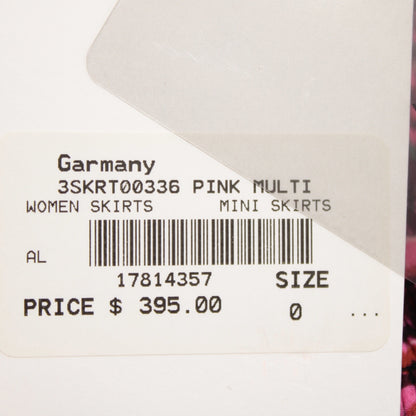 Garmany
3SKRT00336 PINK MULTI
WOMEN SKIRTS MINI SKIRTS
AL
17814357 SIZE
PRICE $ 395.00 0 ...